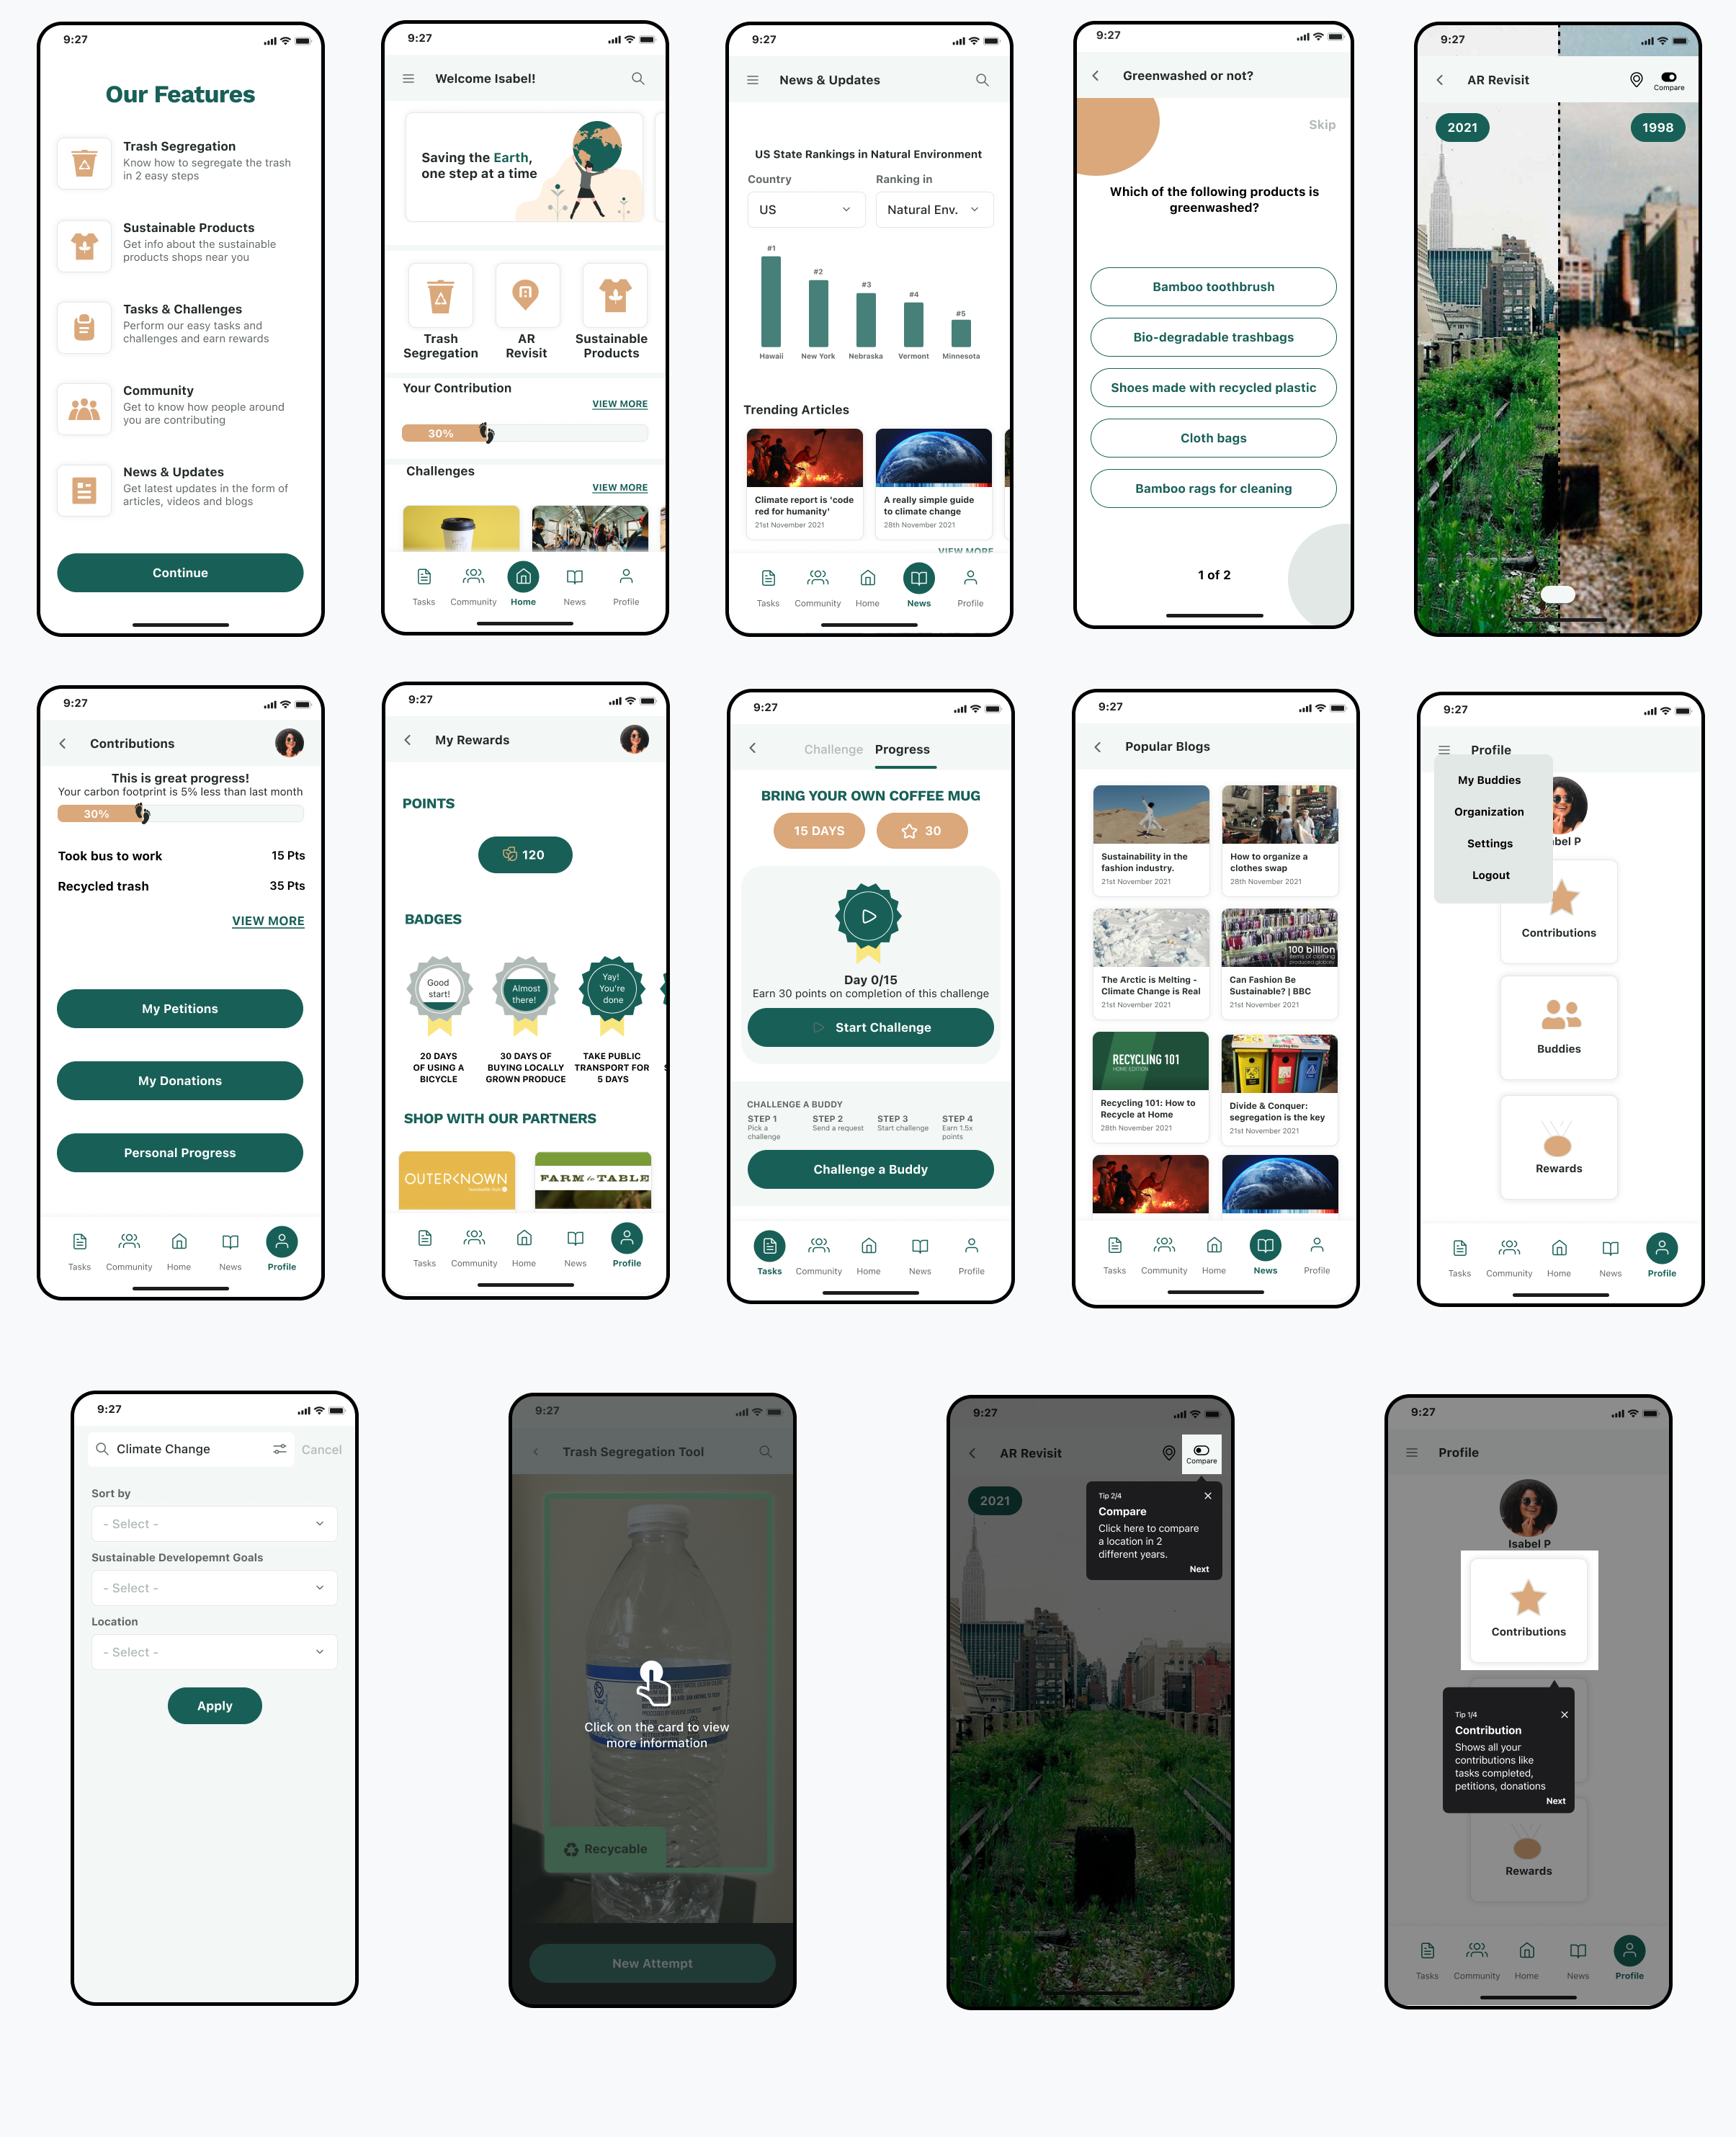 9:27
Our Features
Trash Segregation
Know how to segregate the trash
in 2 easy steps
Sustainable Products
Get info about the sustainable
products shops near you
Tasks & Challenges
Perform our easy tasks and
challenges and earn rewards
Community
Get to know how people around
you are contributing
News & Updates
Get latest updates in the form of
articles, videos and blogs
Continue
9:27
Welcome Isabel!
Saving the Earth,
one step at a time
Trash
Segregation
AR
Revisit
Sustainable
Products
Your Contribution
VIEW MORE
30%
Challenges
VIEW MORE
Tasks
Community
Home
News
Profile
9:27
News & Updates
US State Rankings in Natural Environment
Country
Ranking in
US
Natural Env.
#1
#2
#3
#4
#5
Hawaii
New York
Nebraska
Vermont
Minnesota
Trending Articles
Climate report is 'code
red for humanity'
21st November 2021
A really simple guide
to climate change
28th November 2021
VIEW MORE
Tasks
Community
Home
News
Profile
9:27
Greenwashed or not?
Skip
Which of the following products is
greenwashed?
Bamboo toothbrush
Bio-degradable trashbags
Shoes made with recycled plastic
Cloth bags
Bamboo rags for cleaning
1 of 2
9:27
AR Revisit
Compare
2021
1998
9:27
Contributions
This is great progress!
Your carbon footprint is 5% less than last month
30%
Took bus to work
15 Pts
Recycled trash
35 Pts
VIEW MORE
My Petitions
My Donations
Personal Progress
Tasks
Community
Home
News
Profile
9:27
My Rewards
POINTS
120
BADGES
Good
start!
Almost
there!
Yay!
You're
done
20 DAYS
OF USING A
BICYCLE
30 DAYS OF
BUYING LOCALLY
GROWN PRODUCE
TAKE PUBLIC
TRANSPORT FOR
5 DAYS
SHOP WITH OUR PARTNERS
OUTERKNOWN
FARM to TABLE
Tasks
Community
Home
News
Profile
9:27
Challenge
Progress
BRING YOUR OWN COFFEE MUG
15 DAYS
30
Day 0/15
Earn 30 points on completion of this challenge
Start Challenge
CHALLENGE A BUDDY
STEP 1
Pick a
challenge
STEP 2
Send a request
STEP 3
Start challenge
STEP 4
Earn 1.5x
points
Challenge a Buddy
Tasks
Community
Home
News
Profile
9:27
Popular Blogs
Sustainability in the
fashion industry.
21st November 2021
How to organize a
clothes swap
28th November 2021
100 billion
items of clothing
produced globally
The Arctic is Melting -
Climate Change is Real
21st November 2021
Can Fashion Be
Sustainable? | BBC
21st November 2021
RECYCLING 101
HOME EDITION
Recycling Bins
Recycling 101: How to
Recycle at Home
28th November 2021
Divide & Conquer:
segregation is the key
21st November 2021
Tasks
Community
Home
News
Profile
9:27
Profile
My Buddies
Organization
Settings
Logout
abel P
Contributions
Buddies
Rewards
Tasks
Community
Home
News
Profile
9:27
Climate Change
Cancel
Sort by
- Select -
Sustainable Developemnt Goals
- Select -
Location
- Select -
Apply
9:27
Trash Segregation Tool
Click on the card to view
more information
Recycable
New Attempt
9:27
AR Revisit
Compare
2021
Tip 2/4
Compare
Click here to compare
a location in 2
different years.
Next
9:27
Profile
Isabel P
Contributions
Tip 1/4
Contribution
Shows all your
contributions like
tasks completed,
petitions, donations
Next
Rewards
Tasks
Community
Home
News
Profile